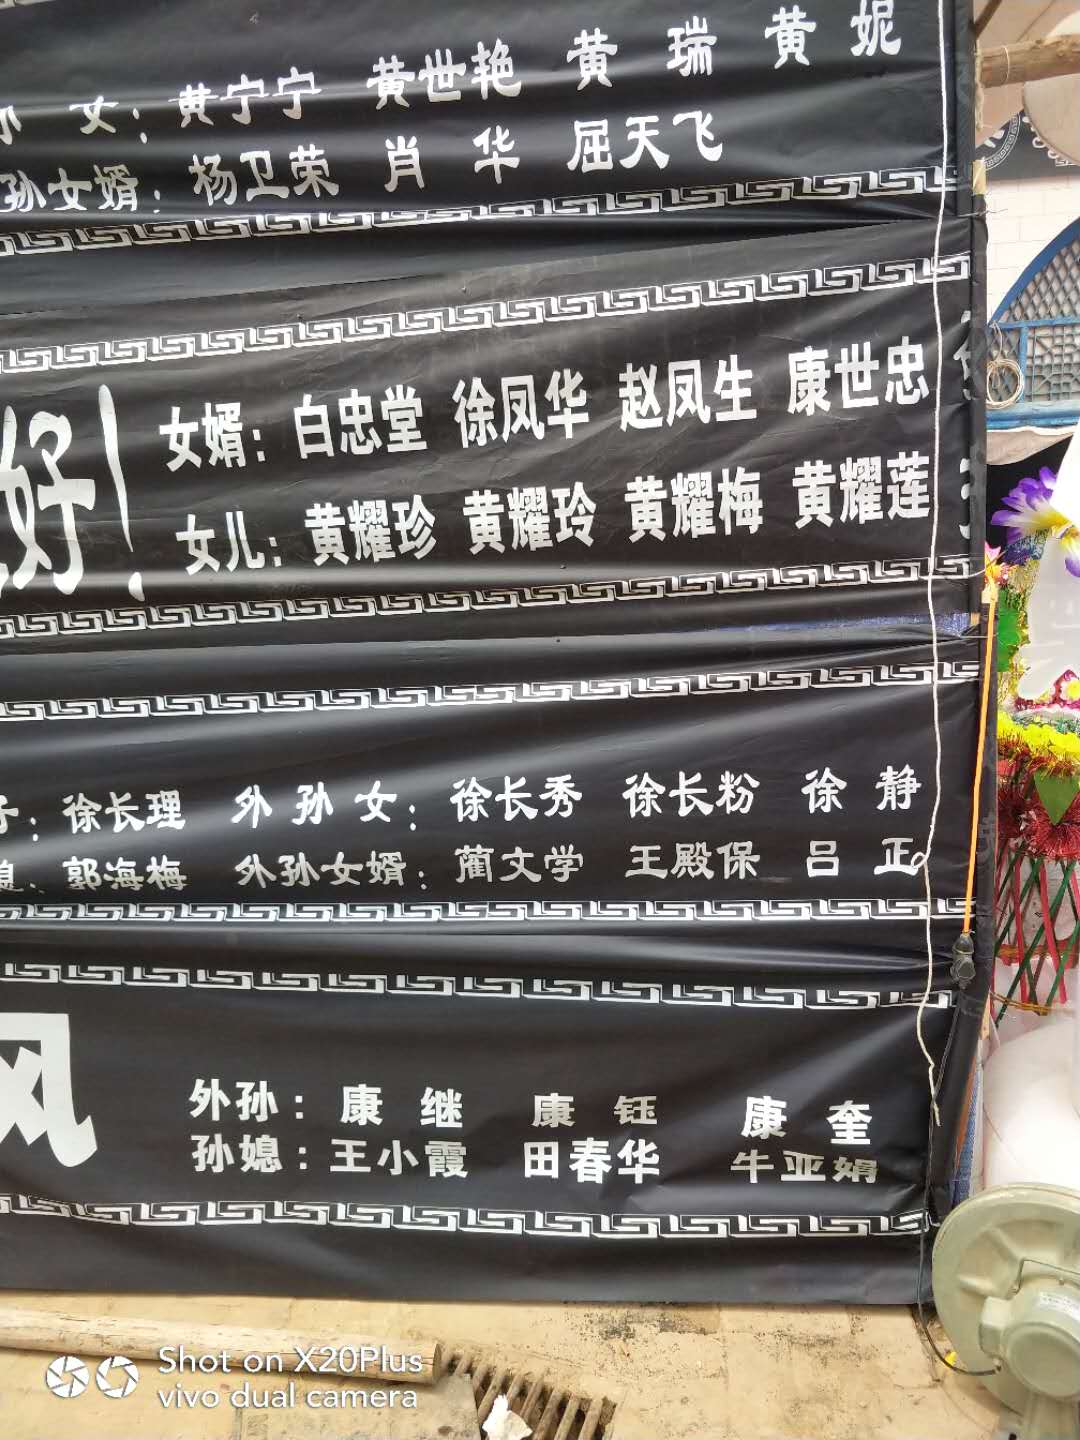 女：黄宁宁 黄世艳 黄瑞 黄妮
孙女婿：杨卫荣 肖华 屈天飞
好！
女婿：白忠堂 徐凤华 赵凤生 康世忠
女儿：黄耀珍 黄耀玲 黄耀梅 黄耀莲
子：徐长理 外孙女：徐长秀 徐长粉 徐静
媳：郭海梅 外孙女婿：蔺文学 王殿保 吕正
风
外孙：康继 康钰 康奎
孙媳：王小霞 田春华 牛亚娟
Shot on X20Plus
vivo dual camera